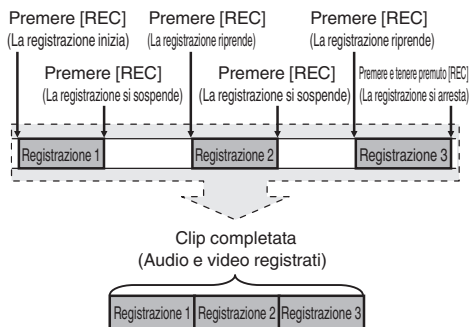 Premere [REC]
(La registrazione inizia)
Premere [REC]
(La registrazione riprende)
Premere [REC]
(La registrazione riprende)
Premere [REC]
(La registrazione si sospende)
Premere [REC]
(La registrazione si sospende)
Premere e tenere premuto [REC]
(La registrazione si arresta)
Registrazione 1
Registrazione 2
Registrazione 3
Clip completata
(Audio e video registrati)
Registrazione 1
Registrazione 2
Registrazione 3